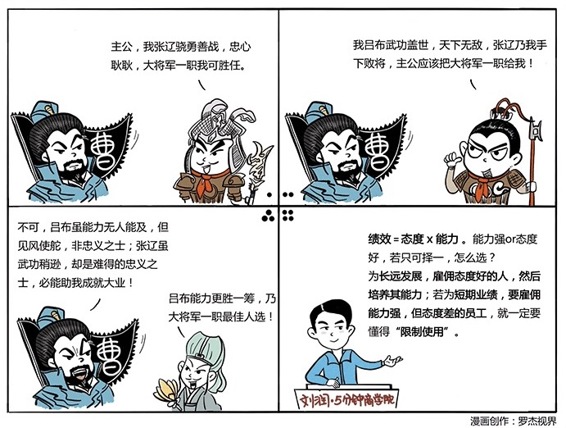 主公，我张辽骁勇善战，忠心
耿耿，大将军一职我可胜任。
曹
我吕布武功盖世，天下无敌，张辽乃我手
下败将，主公应该把大将军一职给我！
曹
不可，吕布虽能力无人能及，但
见风使舵，非忠义之士；张辽虽
武功稍逊，却是难得的忠义之
士，必能助我成就大业！
吕布能力更胜一筹，乃
大将军一职最佳人选！
曹
绩效＝态度 x 能力 。能力强or态度
好，若只可择一，怎么选？
为长远发展，雇佣态度好的人，然后
培养其能力；若为短期业绩，要雇佣
能力强，但态度差的员工，就一定要
懂得“限制使用”。
刘润·5分钟商学院
漫画创作：罗杰视界